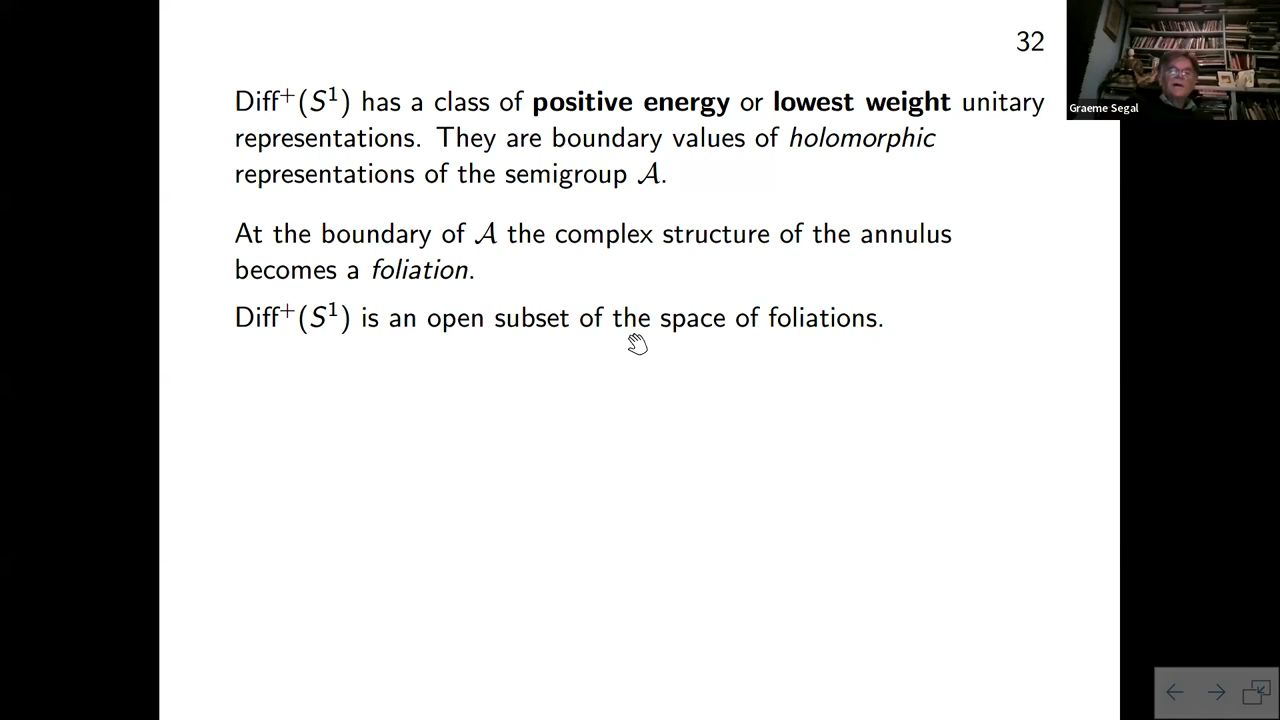 32
Diff⁺(S¹) has a class of positive energy or lowest weight unitary
representations. They are boundary values of holomorphic
representations of the semigroup 𝒜.
At the boundary of 𝒜 the complex structure of the annulus
becomes a foliation.
Diff⁺(S¹) is an open subset of the space of foliations.
Graeme Segal